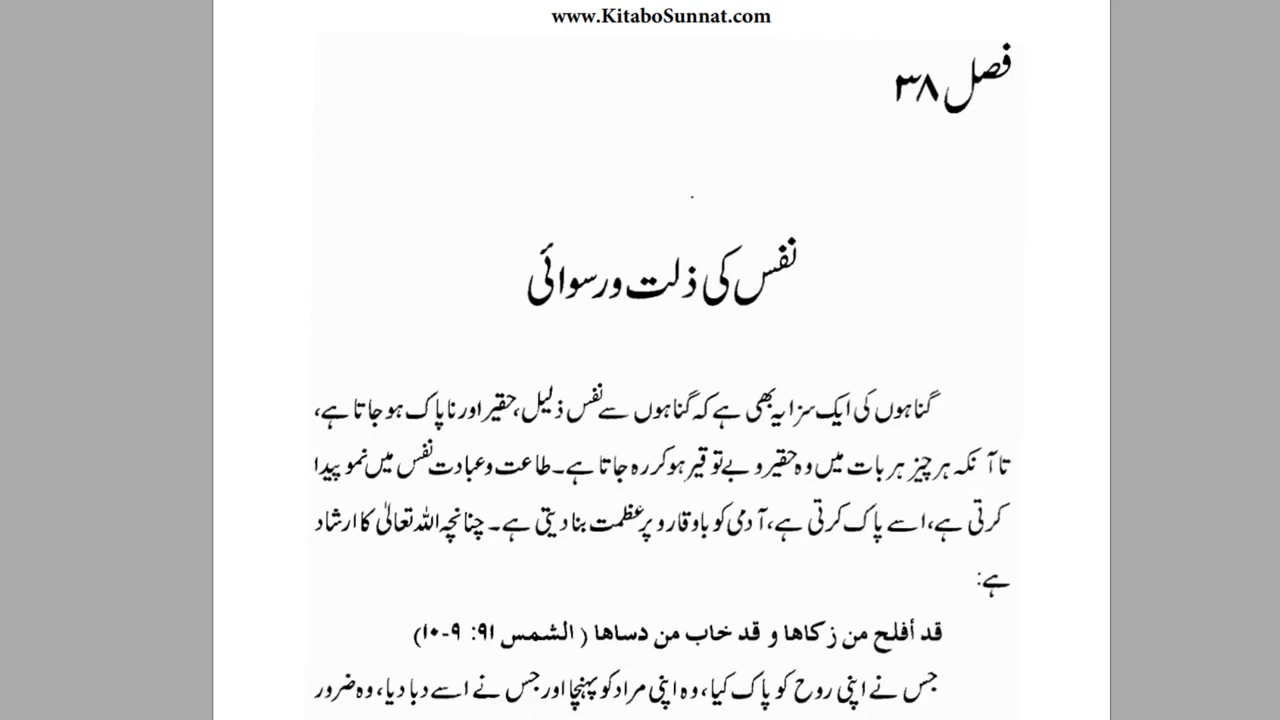 www.KitaboSunnat.com
فصل ۳۸
نفس کی ذلت و رسوائی
گناہوں کی ایک سزا یہ بھی ہے کہ گناہوں سے نفس ذلیل، حقیر اور ناپاک ہو جاتا ہے،
تا آنکہ ہر چیز ہر بات میں وہ حقیر و بے توقیر ہو کر رہ جاتا ہے۔ طاعت و عبادت نفس میں نمو پیدا
کرتی ہے، اسے پاک کرتی ہے، آدمی کو باوقار و پر عظمت بنا دیتی ہے۔ چنانچہ اللہ تعالیٰ کا ارشاد
ہے:
قد أفلح من زكاها و قد خاب من دساها ( الشمس ۹۱: ۹-۱۰)
جس نے اپنی روح کو پاک کیا، وہ اپنی مراد کو پہنچا اور جس نے اسے دبا دیا، وہ ضرور